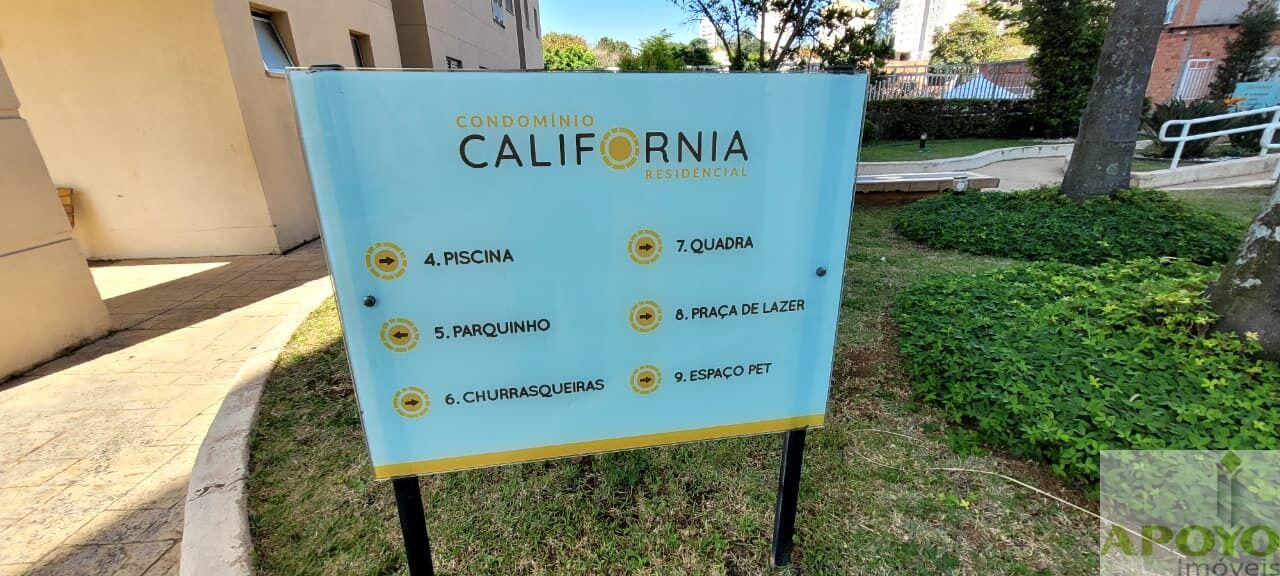 CONDOMÍNIO
CALIFORNIA
RESIDENCIAL
4. PISCINA
5. PARQUINHO
6. CHURRASQUEIRAS
7. QUADRA
8. PRAÇA DE LAZER
9. ESPAÇO PET
APOYO
Imóveis